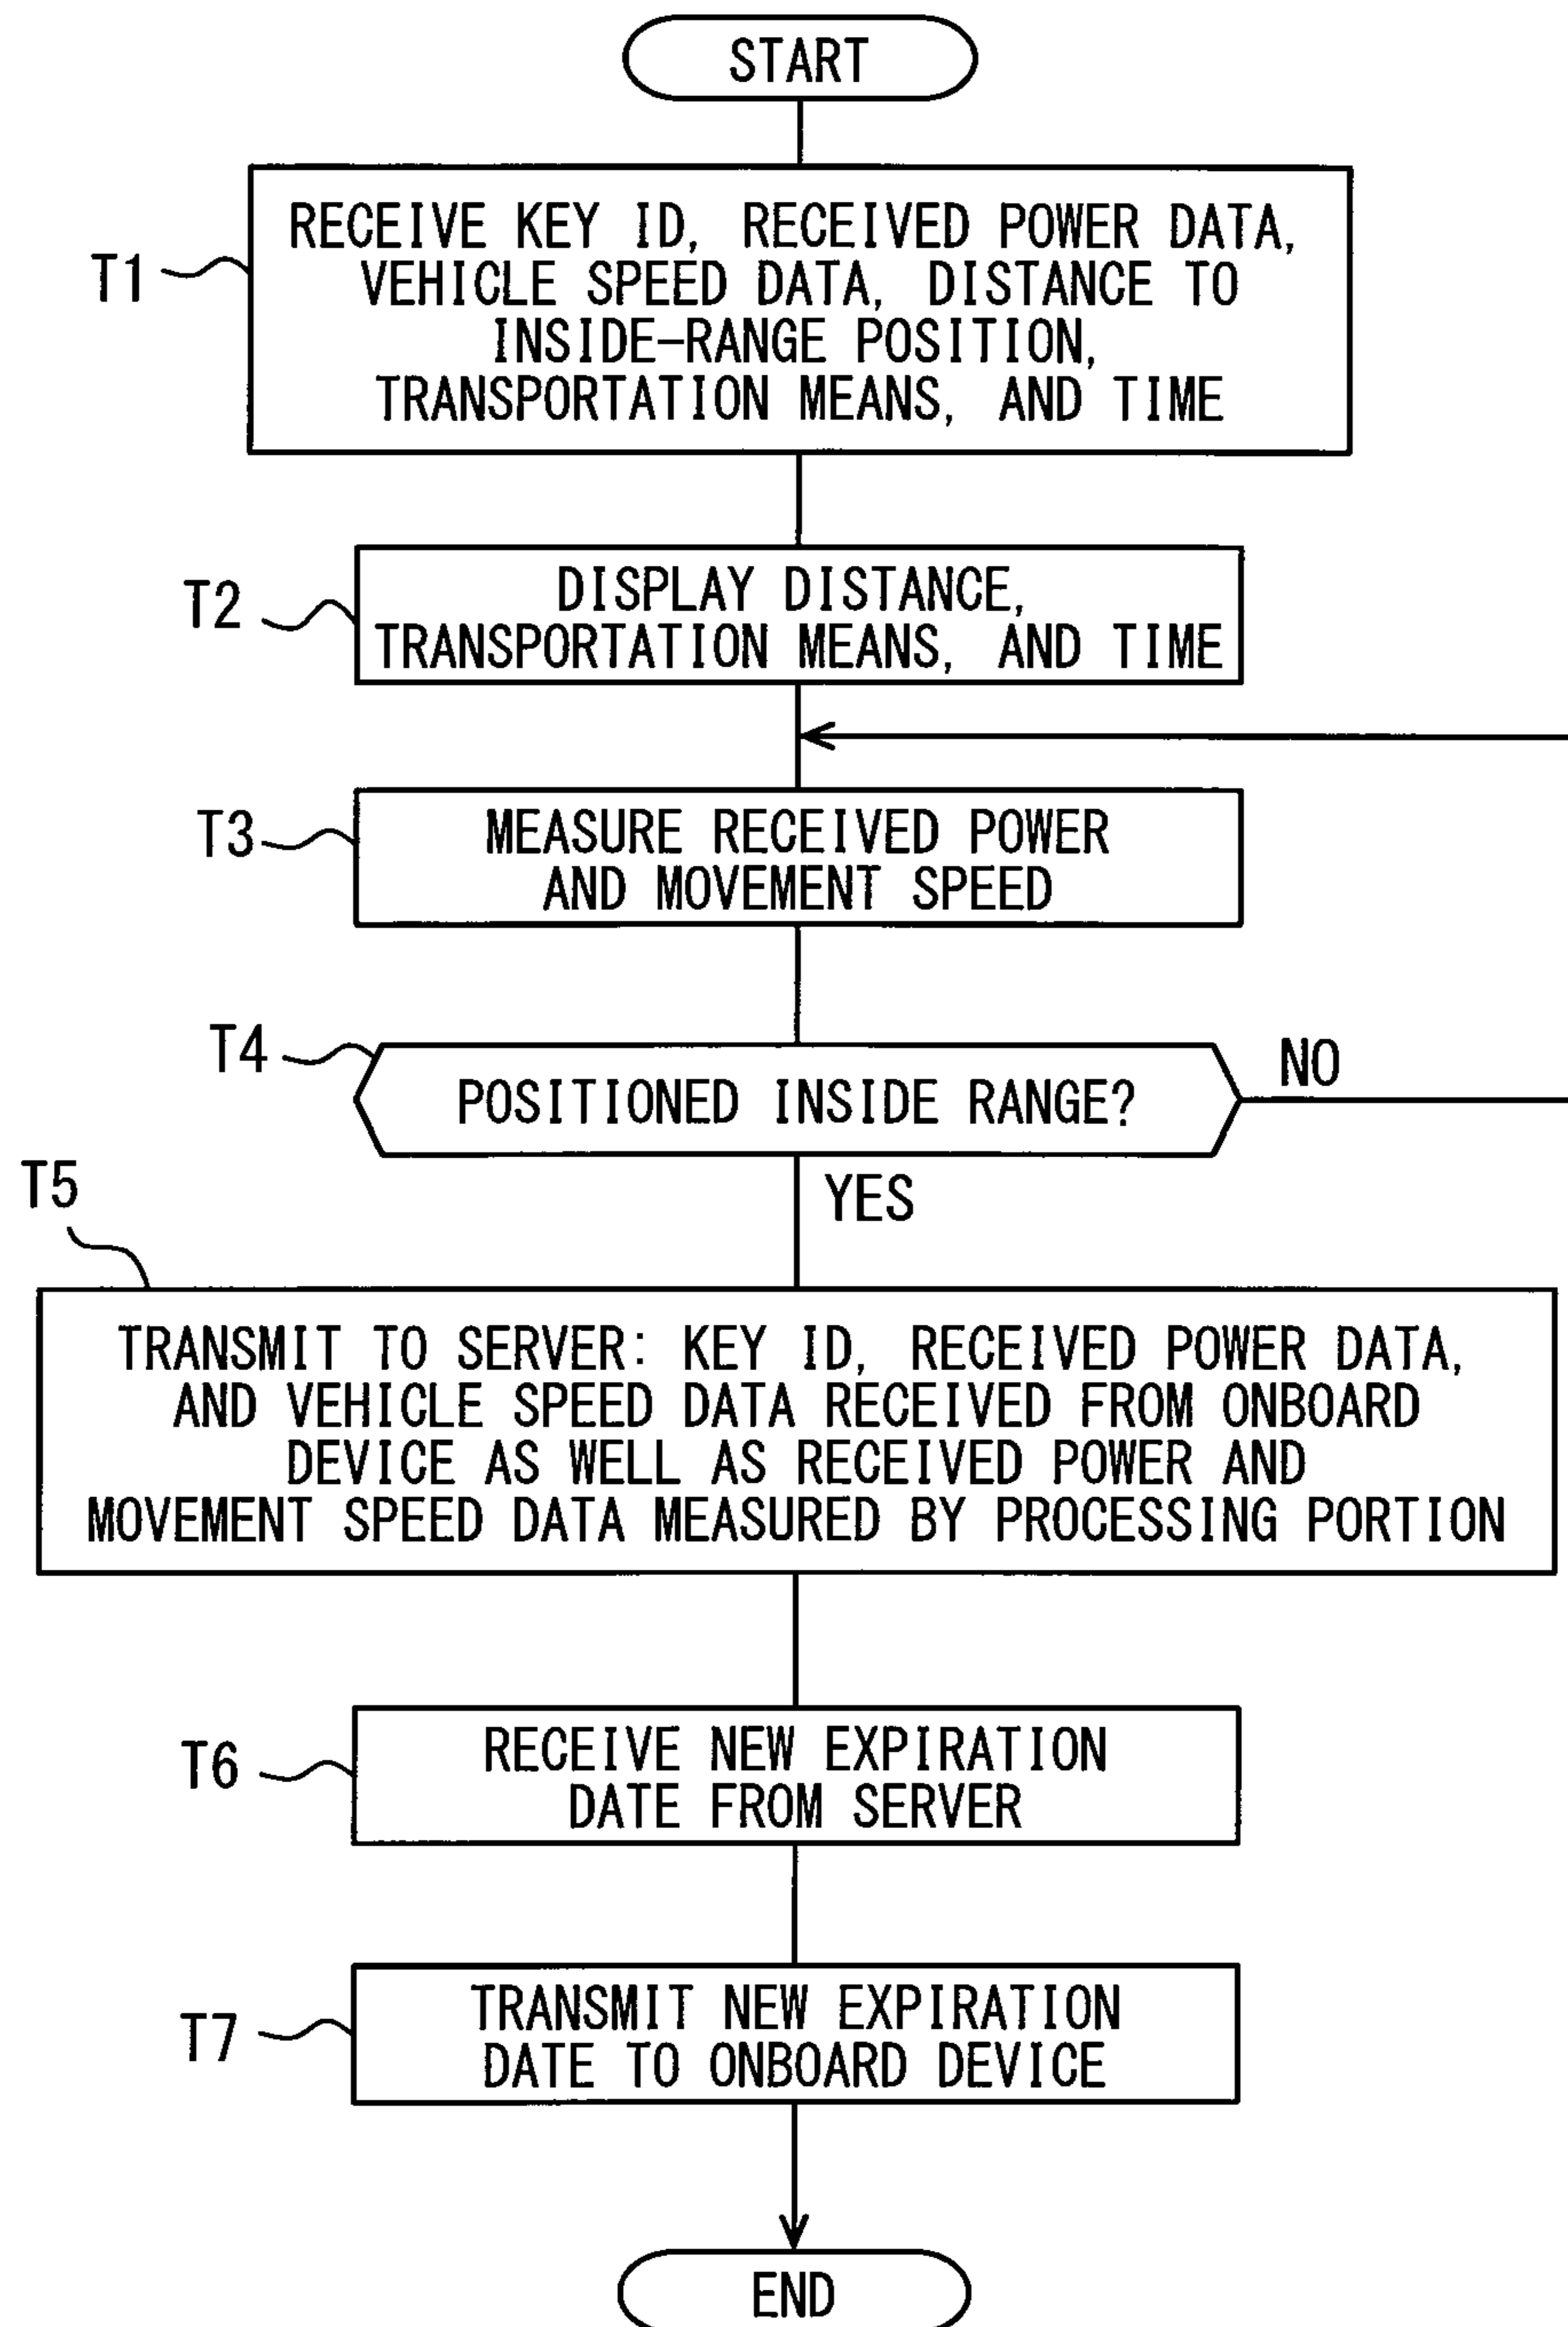 START
T1
RECEIVE KEY ID, RECEIVED POWER DATA,
VEHICLE SPEED DATA, DISTANCE TO
INSIDE-RANGE POSITION,
TRANSPORTATION MEANS, AND TIME
T2
DISPLAY DISTANCE,
TRANSPORTATION MEANS, AND TIME
T3
MEASURE RECEIVED POWER
AND MOVEMENT SPEED
T4
POSITIONED INSIDE RANGE?
NO
YES
T5
TRANSMIT TO SERVER: KEY ID, RECEIVED POWER DATA,
AND VEHICLE SPEED DATA RECEIVED FROM ONBOARD
DEVICE AS WELL AS RECEIVED POWER AND
MOVEMENT SPEED DATA MEASURED BY PROCESSING PORTION
T6
RECEIVE NEW EXPIRATION
DATE FROM SERVER
T7
TRANSMIT NEW EXPIRATION
DATE TO ONBOARD DEVICE
END